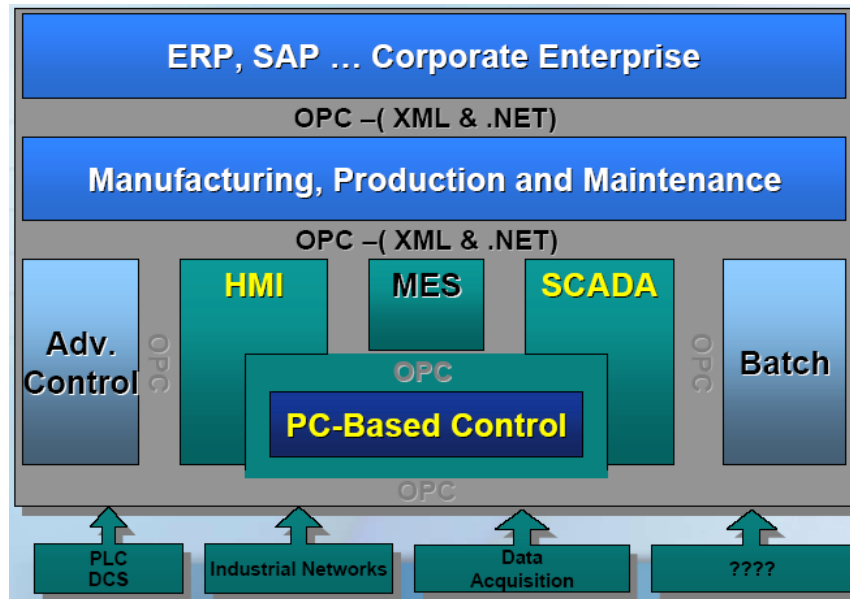 ERP, SAP ... Corporate Enterprise
OPC –( XML & .NET)
Manufacturing, Production and Maintenance
OPC –( XML & .NET)
HMI
MES
SCADA
Adv.
Control
OPC
OPC
OPC
Batch
PC-Based Control
OPC
PLC
DCS
Industrial Networks
Data
Acquisition
????